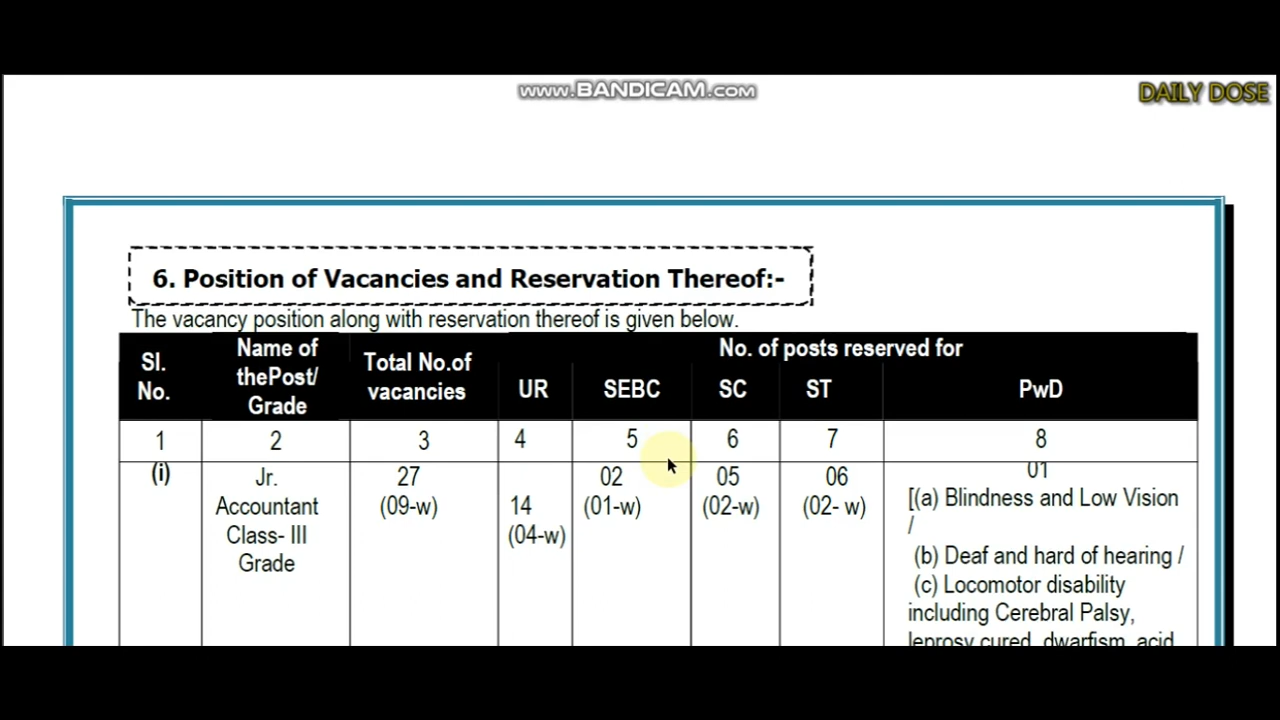 www.BANDICAM.com
DAILY DOSE
6. Position of Vacancies and Reservation Thereof:-
The vacancy position along with reservation thereof is given below.
Sl. No.
Name of thePost/ Grade
Total No.of vacancies
No. of posts reserved for
UR
SEBC
SC
ST
PwD
1
2
3
4
5
6
7
8
(i)
Jr.
Accountant
Class- III
Grade
27
(09-w)
14
(04-w)
02
(01-w)
05
(02-w)
06
(02- w)
01
[(a) Blindness and Low Vision
/
(b) Deaf and hard of hearing /
(c) Locomotor disability
including Cerebral Palsy,
leprosy cured, dwarfism, acid